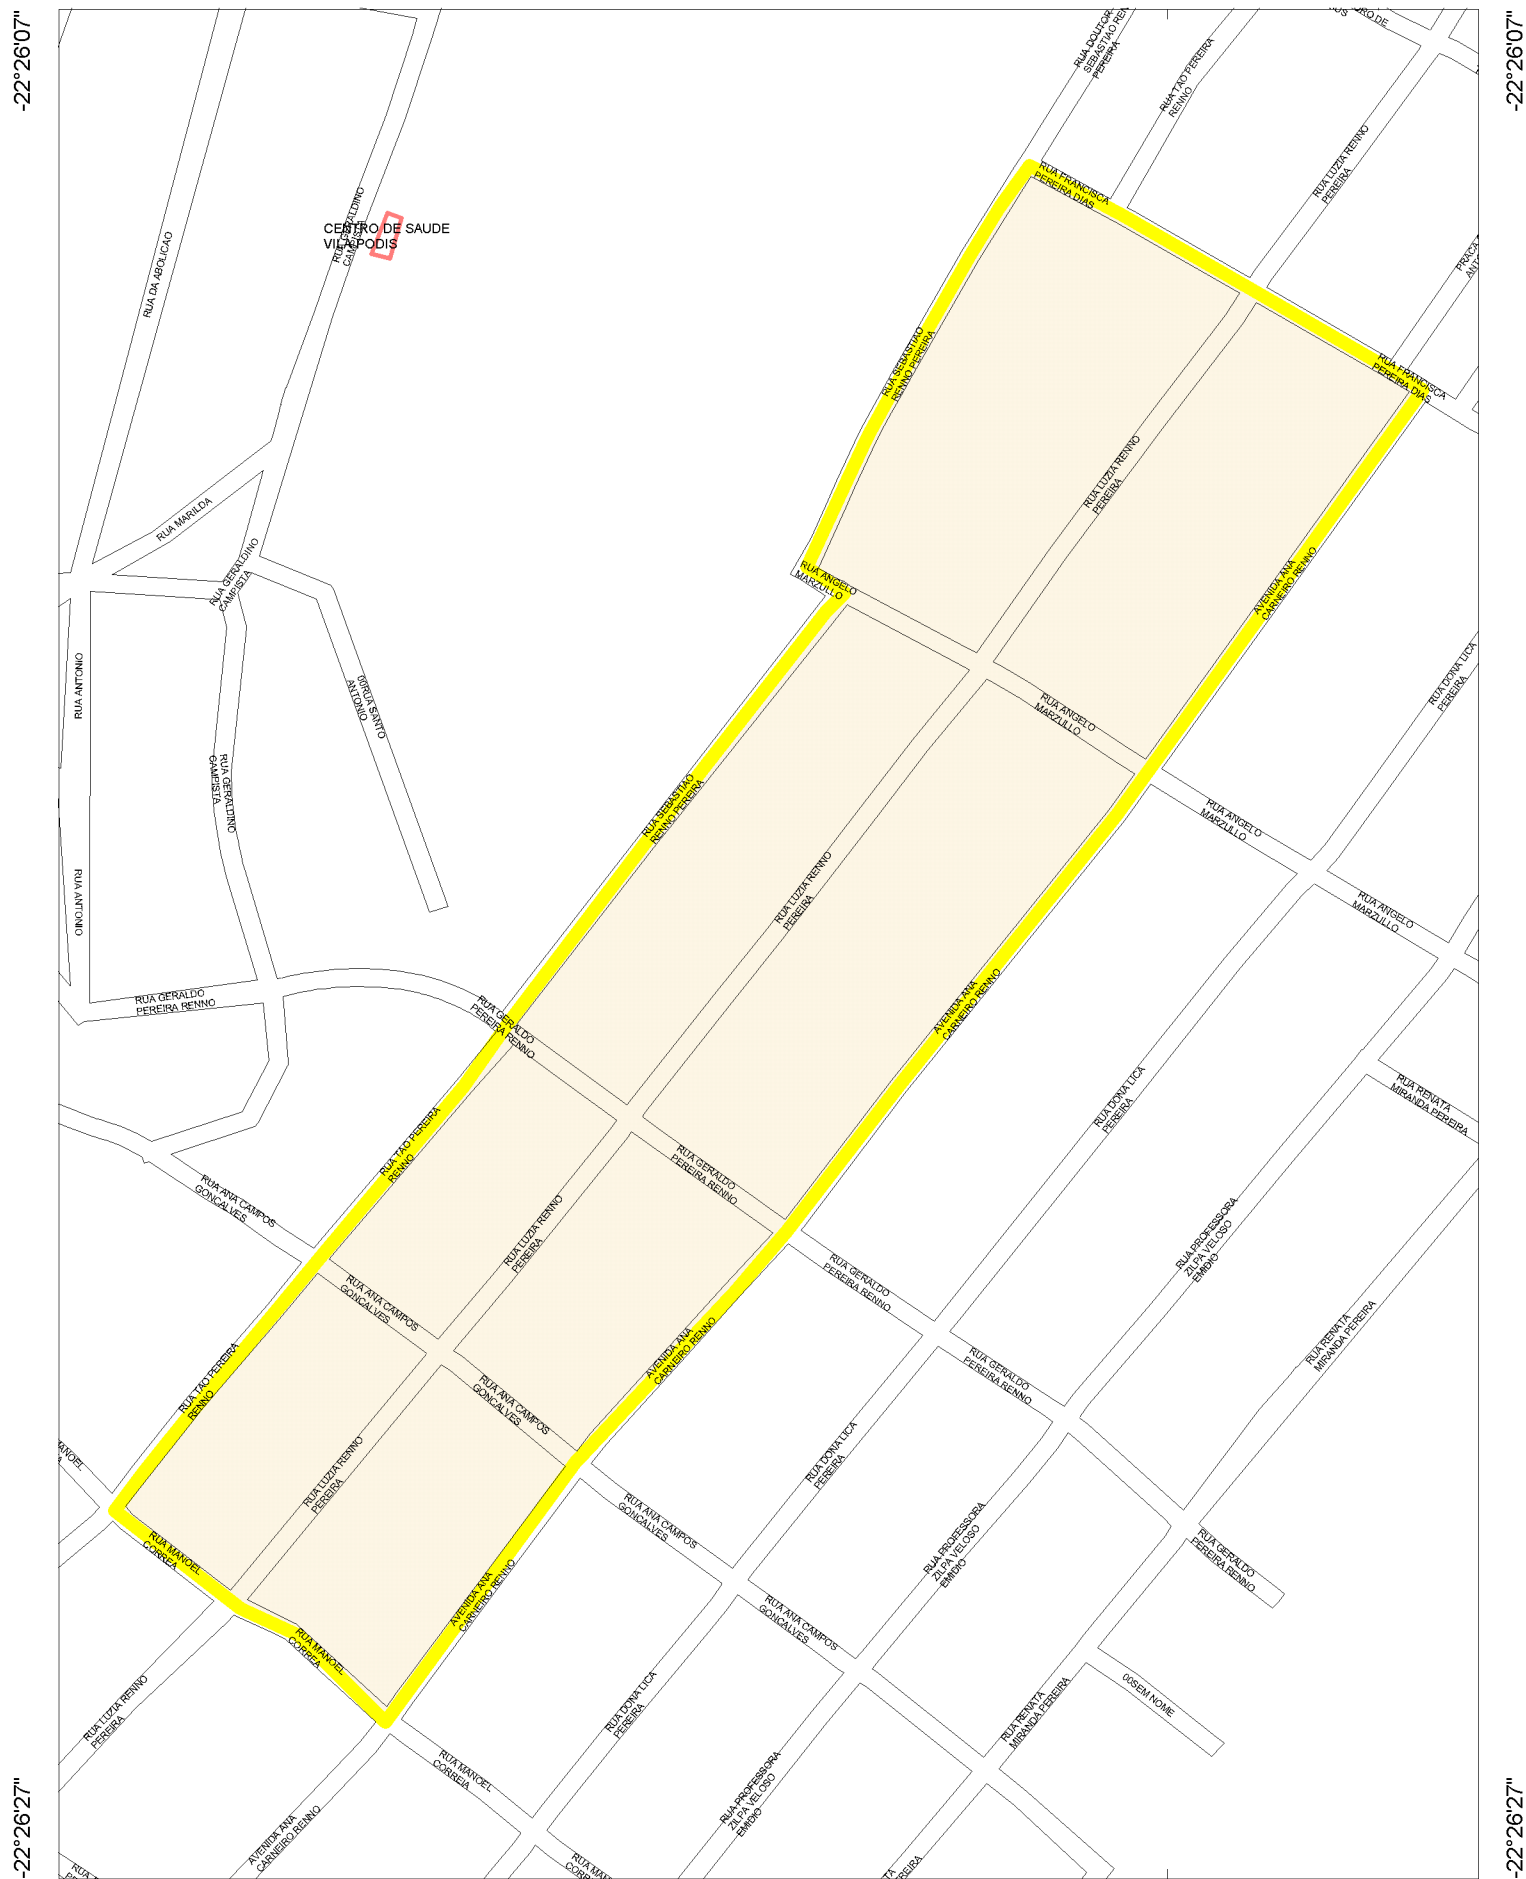 -22°26'07"
-22°26'07"
RUA DOUTOR
SEBASTIAO REN
PEREIRA
RUA TAO PEREIRA
RENNO
RUA LUZIA RENNO
PEREIRA
RUA FRANCISCA
PEREIRA DIAS
RUA GERALDINO
CAMPISTA
CENTRO DE SAUDE
VILA PODIS
RUA DA ABOLICAO
RUA SEBASTIAO
RENNO PEREIRA
RUA FRANCISCA
PEREIRA DIAS
RUA LUZIA RENNO
PEREIRA
RUA MARILDA
RUA GERALDINO
CAMPISTA
RUA ANGELO
MARZULLO
AVENIDA ANA
CARNEIRO RENNO
RUA ANTONIO
00RUA SANTO
ANTONIO
RUA DONA LICA
PEREIRA
RUA ANGELO
MARZULLO
RUA GERALDINO
CAMPISTA
RUA SEBASTIAO
RENNO PEREIRA
RUA ANGELO
MARZULLO
RUA ANTONIO
RUA LUZIA RENNO
PEREIRA
RUA ANGELO
MARZULLO
RUA GERALDO
PEREIRA RENNO
RUA GERALDO
PEREIRA RENNO
AVENIDA ANA
CARNEIRO RENNO
RUA TAO PEREIRA
RENNO
RUA DONA LICA
PEREIRA
RUA RENATA
MIRANDA PEREIRA
RUA ANA CAMPOS
GONCALVES
RUA LUZIA RENNO
PEREIRA
RUA GERALDO
PEREIRA RENNO
RUA PROFESSORA
ZILPA VELOSO
EMIDIO
RUA ANA CAMPOS
GONCALVES
RUA GERALDO
PEREIRA RENNO
RUA TAO PEREIRA
RENNO
AVENIDA ANA
CARNEIRO RENNO
RUA GERALDO
PEREIRA RENNO
RUA RENATA
MIRANDA PEREIRA
RUA ANA CAMPOS
GONCALVES
RUA LUZIA RENNO
PEREIRA
RUA DONA LICA
PEREIRA
MANOEL
RUA MANOEL
CORREA
RUA ANA CAMPOS
GONCALVES
RUA PROFESSORA
ZILPA VELOSO
EMIDIO
RUA GERALDO
PEREIRA RENNO
AVENIDA ANA
CARNEIRO RENNO
RUA MANOEL
CORREA
RUA ANA CAMPOS
GONCALVES
RUA LUZIA RENNO
PEREIRA
RUA DONA LICA
PEREIRA
RUA RENATA
MIRANDA PEREIRA
00SEM NOME
RUA MANOEL
CORREIA
RUA PROFESSORA
ZILPA VELOSO
EMIDIO
AVENIDA ANA
CARNEIRO RENNO
-22°26'27"
-22°26'27"